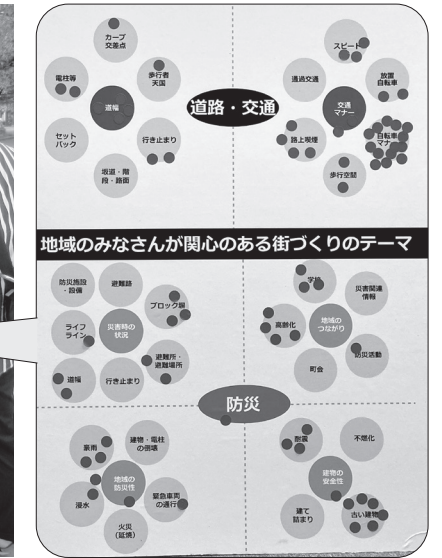 カーブ
交差点
電柱等
歩行者
天国
道幅
セット
バック
行き止まり
坂道・階
段・路面
道路・交通
スピード
通過交通
放置
自転車
交通
マナー
路上喫煙
自転車
マナー
歩行空間
地域のみなさんが関心のある街づくりのテーマ
防災施設
・設備
避難路
ブロック塀
ライフ
ライン
災害時の
状況
道幅
行き止まり
避難所・
避難場所
学校
災害関連
情報
高齢化
地域の
つながり
防災活動
町会
防災
豪雨
建物・電柱
の倒壊
地域の
防災性
浸水
緊急車両
の通行
火災
(延焼)
耐震
不燃化
建物の
安全性
建て
詰まり
古い建物